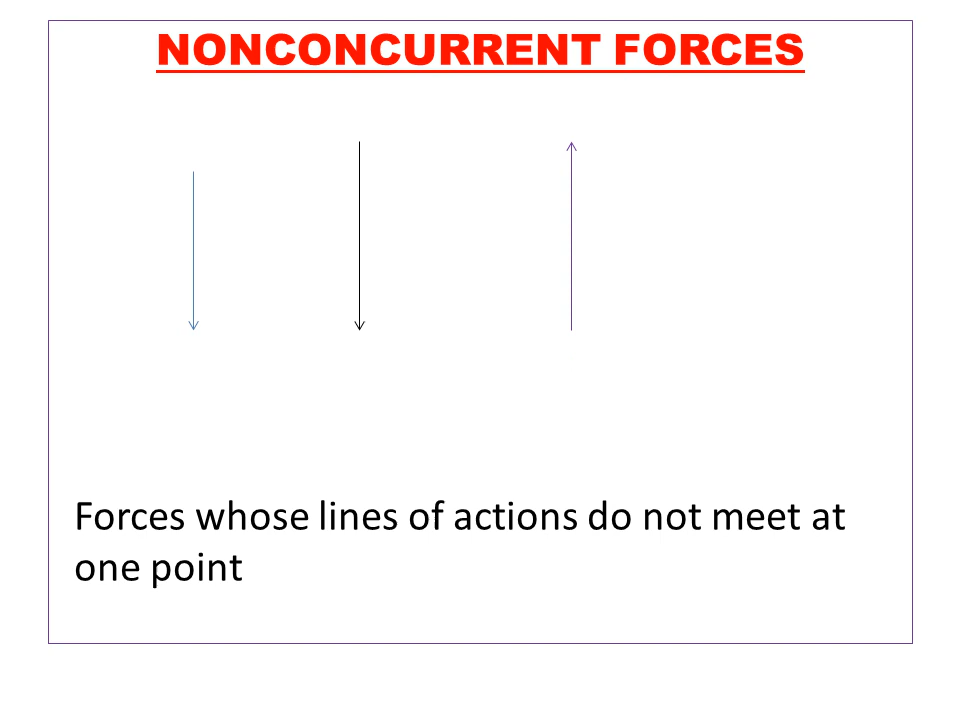 NONCONCURRENT FORCES
Forces whose lines of actions do not meet at
one point